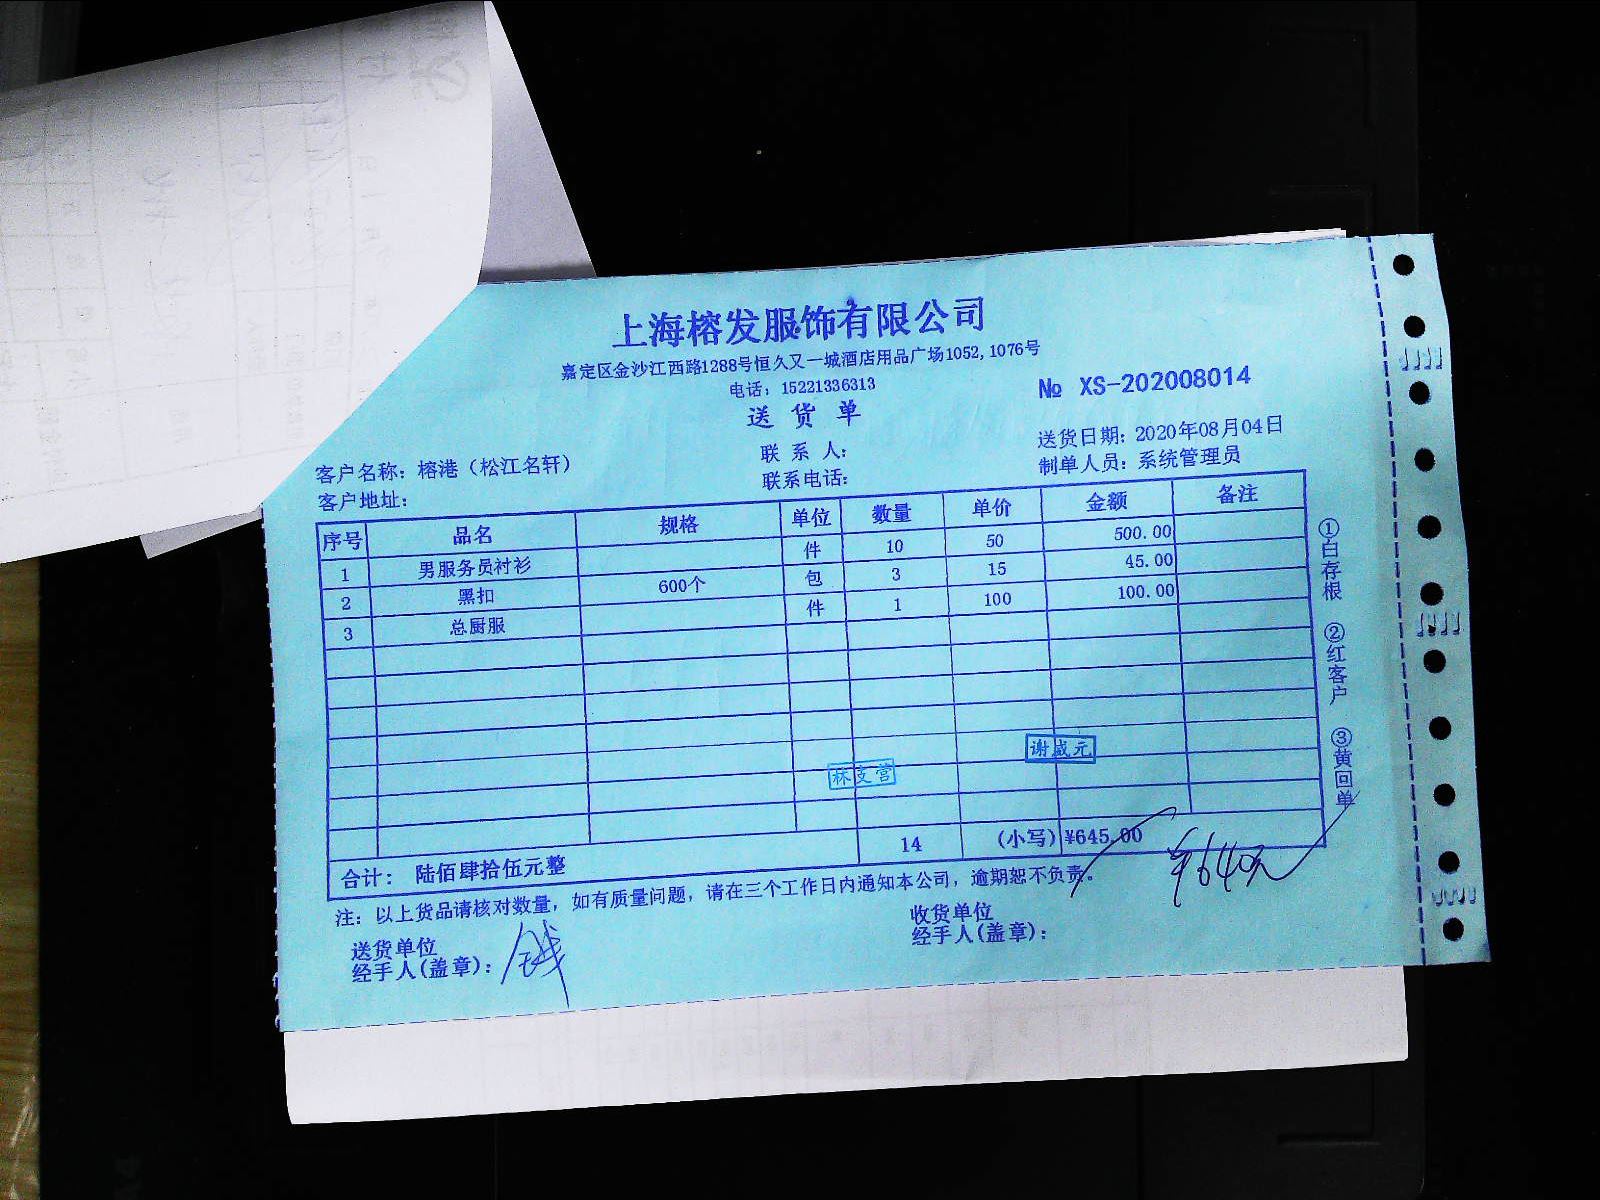 上海榕发服饰有限公司
嘉定区金沙江西路1288号恒久又一城酒店用品广场1052,1076号
电话：15221336313
№ XS-202008014
送货单
联系人：
送货日期：2020年08月04日
客户名称：榕港（松江名轩）
联系电话：
制单人员：系统管理员
客户地址：
序号 品名 规格 单位 数量 单价 金额 备注
1 男服务员衬衫 件 10 50 500.00
2 黑扣 600个 包 3 15 45.00
3 总厨服 件 1 100 100.00
谢威元
林支营
合计： 陆佰肆拾伍元整 14 (小写) ¥645.00
¥640元
注：以上货品请核对数量，如有质量问题，请在三个工作日内通知本公司，逾期恕不负责。
送货单位
经手人(盖章)：
钱
收货单位
经手人(盖章)：
①白存根 ②红客户 ③黄回单